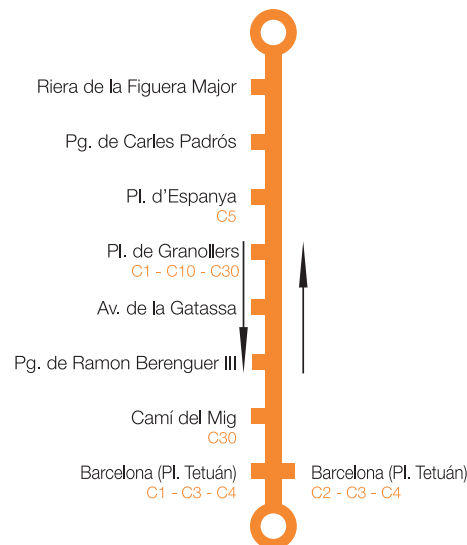 Riera de la Figuera Major
Pg. de Carles Padrós
Pl. d'Espanya
C5
Pl. de Granollers
C1 - C10 - C30
Av. de la Gatassa
Pg. de Ramon Berenguer III
Camí del Mig
C30
Barcelona (Pl. Tetuán)
C1 - C3 - C4
Barcelona (Pl. Tetuán)
C2 - C3 - C4